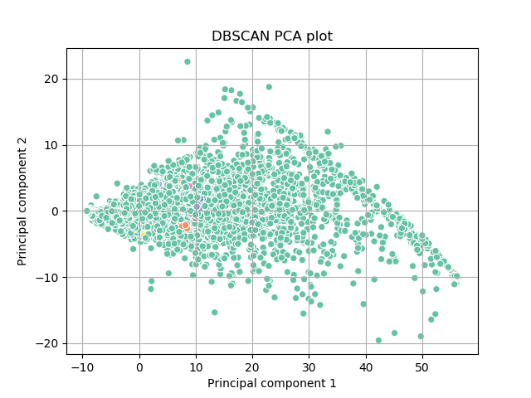 DBSCAN PCA plot
Principal component 2
20
10
0
−10
−20
−10 0 10 20 30 40 50
Principal component 1